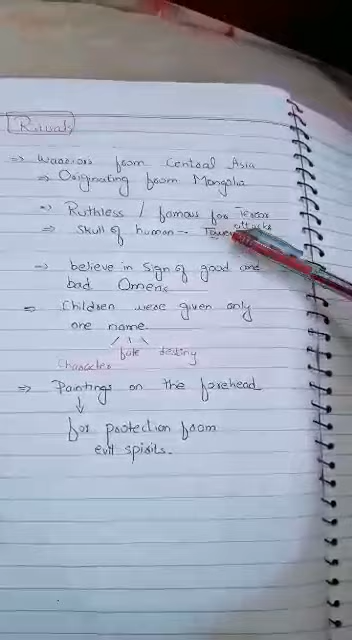 Rituals
⇒ Warriors from Central Asia
⇒ Originating from Mongolia
⇒ Ruthless / famous for Terror attacks
⇒ Skull of human - Tower
→ believe in sign of good and
bad Omens
⇒ Children were given only
one name
Character fate destiny
⇒ Paintings on the forehead
↓
for protection from
evil spirits.